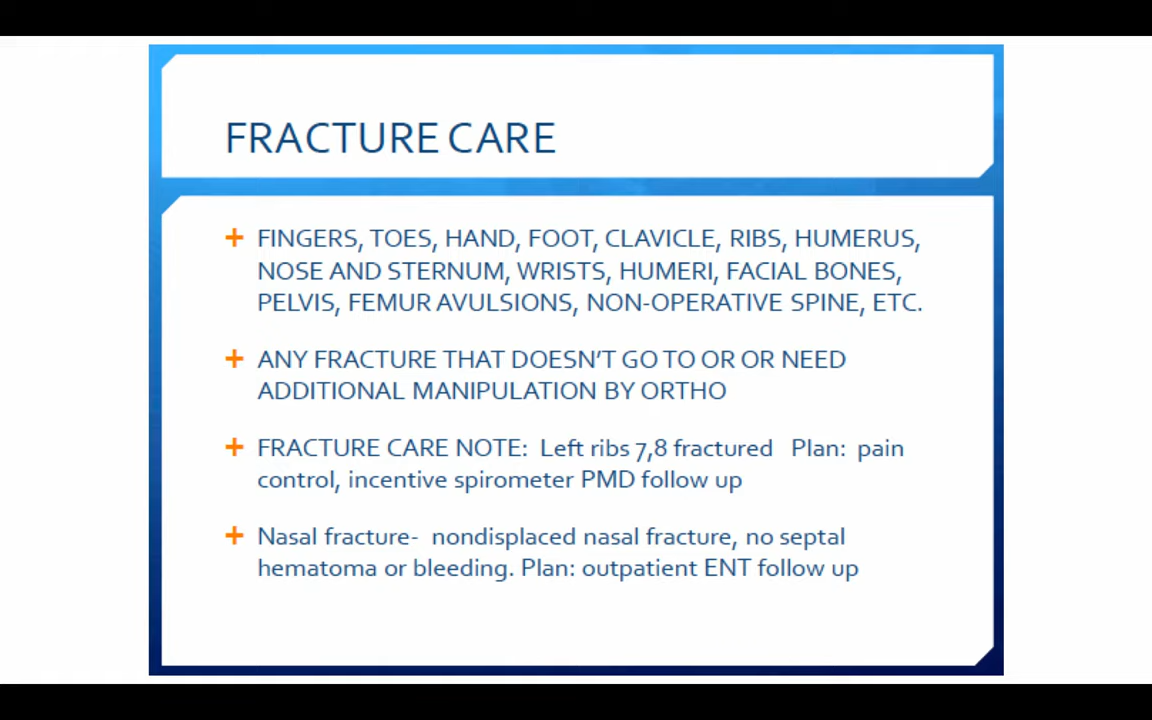 FRACTURE CARE
+ FINGERS, TOES, HAND, FOOT, CLAVICLE, RIBS, HUMERUS,
NOSE AND STERNUM, WRISTS, HUMERI, FACIAL BONES,
PELVIS, FEMUR AVULSIONS, NON-OPERATIVE SPINE, ETC.
+ ANY FRACTURE THAT DOESN’T GO TO OR OR NEED
ADDITIONAL MANIPULATION BY ORTHO
+ FRACTURE CARE NOTE: Left ribs 7,8 fractured Plan: pain
control, incentive spirometer PMD follow up
+ Nasal fracture- nondisplaced nasal fracture, no septal
hematoma or bleeding. Plan: outpatient ENT follow up